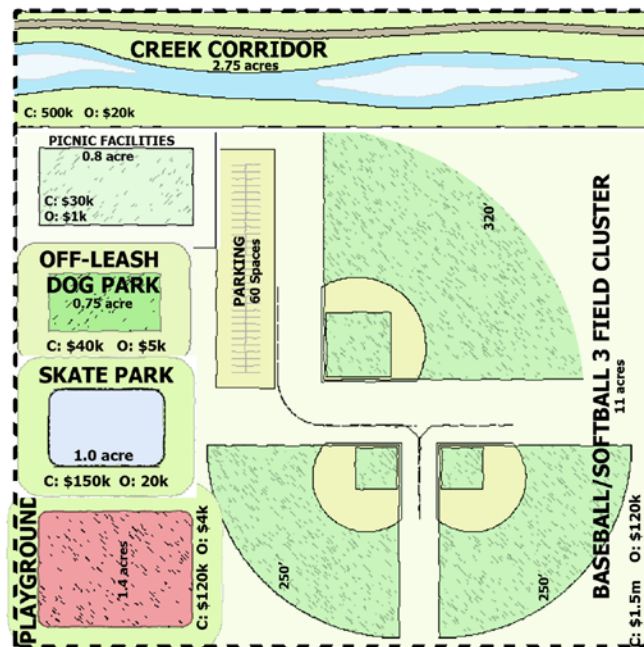 CREEK CORRIDOR
2.75 acres
C: 500k O: $20k
PICNIC FACILITIES
0.8 acre
C: $30k
O: $1k
OFF-LEASH
DOG PARK
0.75 acre
C: $40k O: $5k
SKATE PARK
1.0 acre
C: $150k O: 20k
PLAYGROUND
1.4 acres
C: $120k O: $4k
PARKING
60 Spaces
320'
250'
250'
BASEBALL/SOFTBALL 3 FIELD CLUSTER
11 acres
C: $1.5m O: $120k